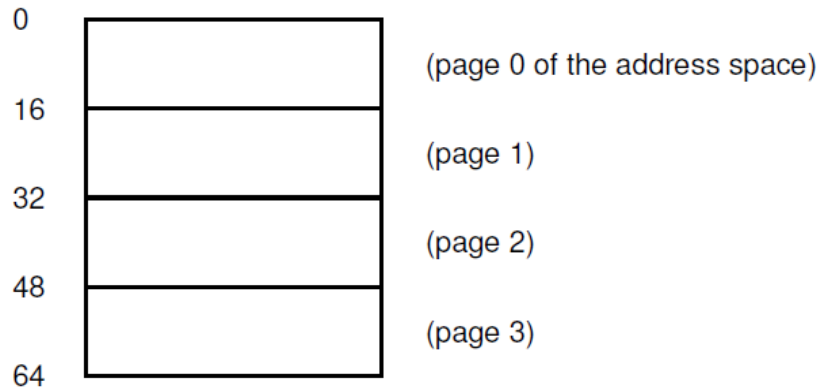 0
(page 0 of the address space)
16
(page 1)
32
(page 2)
48
(page 3)
64